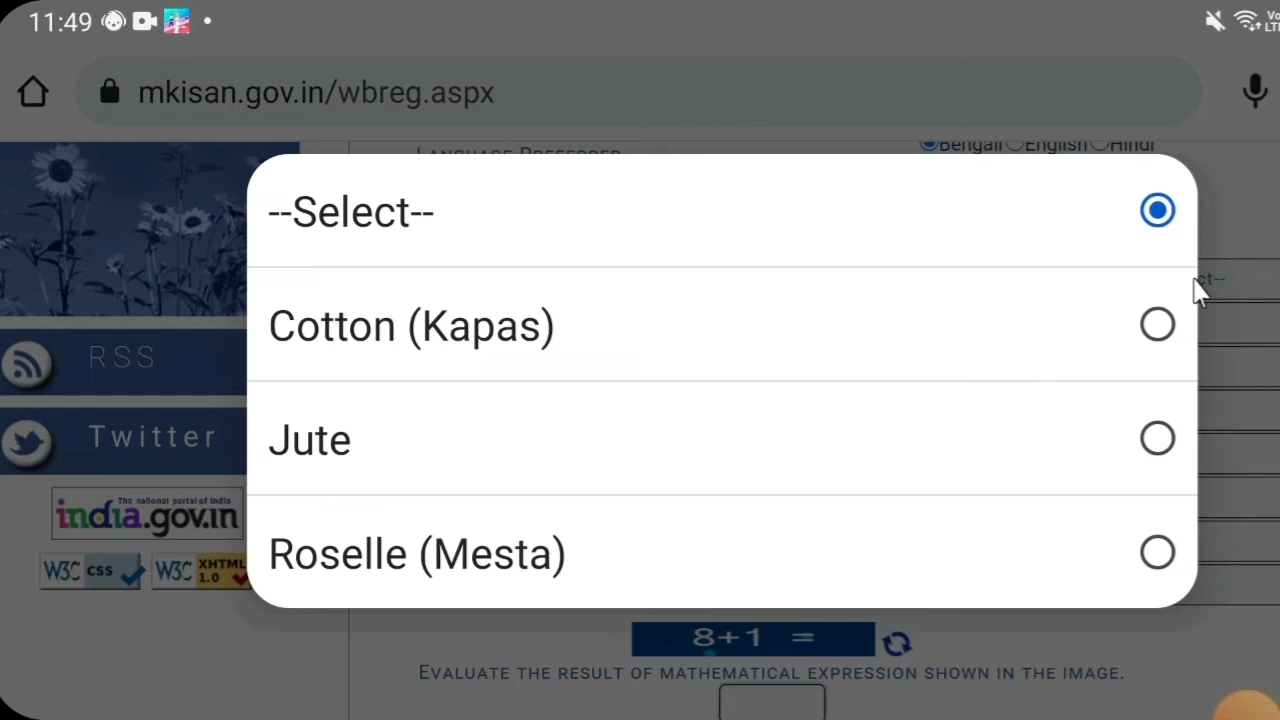 11:49
Vo
LTE
mkisan.gov.in/wbreg.aspx
Bengali English Hindi
--Select--
Cotton (Kapas)
Jute
Roselle (Mesta)
RSS
Twitter
The national portal of India
india.gov.in
W3C css
W3C XHTML 1.0
8+1 =
EVALUATE THE RESULT OF MATHEMATICAL EXPRESSION SHOWN IN THE IMAGE.